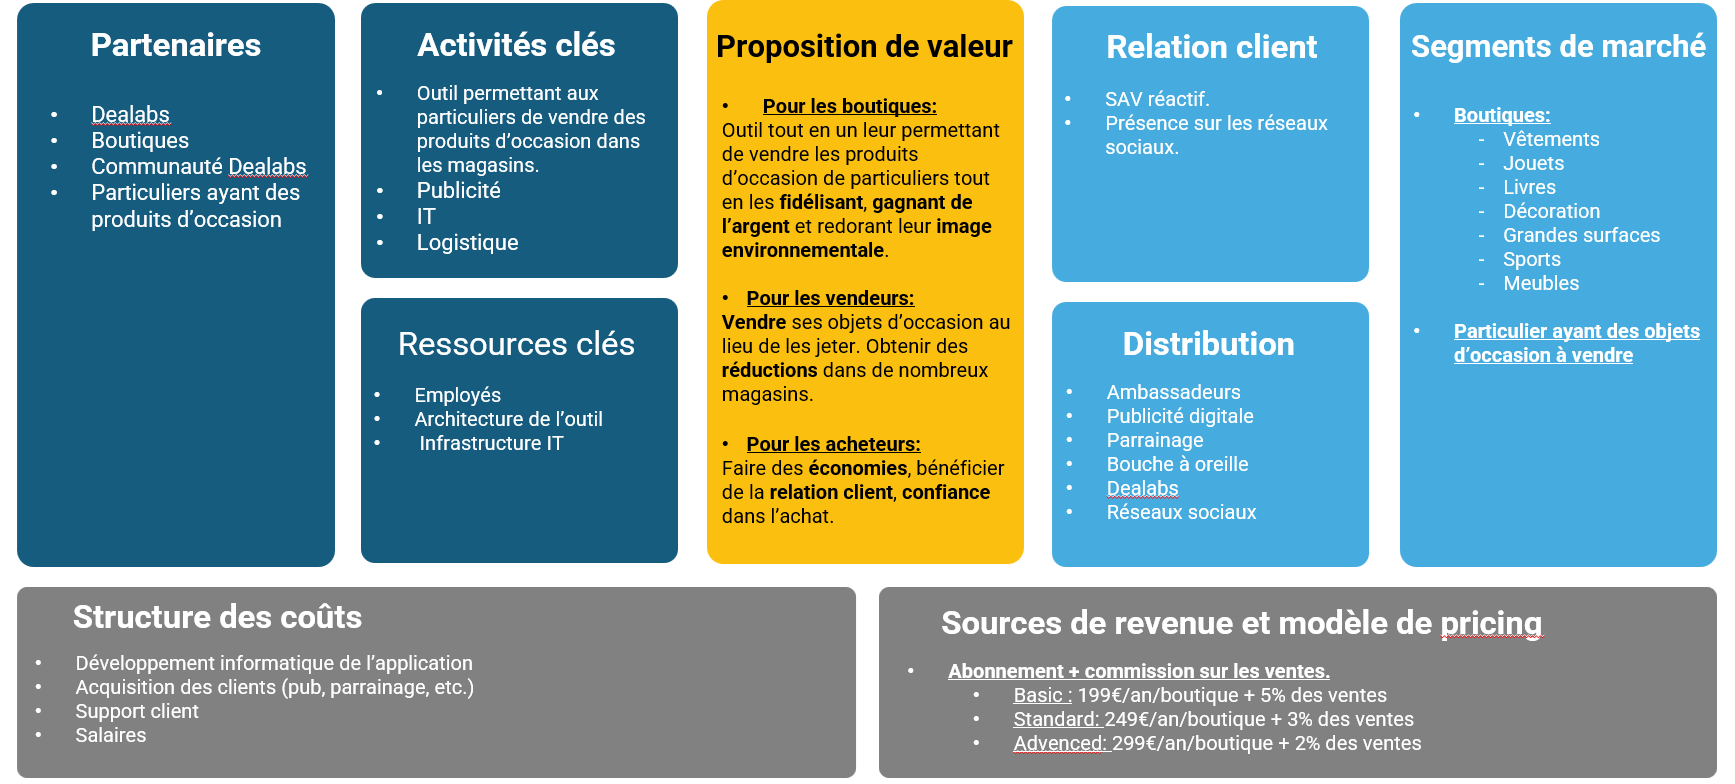 Partenaires
• Dealabs
• Boutiques
• Communauté Dealabs
• Particuliers ayant des
produits d’occasion
Activités clés
• Outil permettant aux
particuliers de vendre des
produits d’occasion dans
les magasins.
• Publicité
• IT
• Logistique
Ressources clés
• Employés
• Architecture de l’outil
• Infrastructure IT
Proposition de valeur
• Pour les boutiques:
Outil tout en un leur permettant
de vendre les produits
d’occasion de particuliers tout
en les fidélisant, gagnant de
l’argent et redorant leur image
environnementale.
• Pour les vendeurs:
Vendre ses objets d’occasion au
lieu de les jeter. Obtenir des
réductions dans de nombreux
magasins.
• Pour les acheteurs:
Faire des économies, bénéficier
de la relation client, confiance
dans l’achat.
Relation client
• SAV réactif.
• Présence sur les réseaux
sociaux.
Distribution
• Ambassadeurs
• Publicité digitale
• Parrainage
• Bouche à oreille
• Dealabs
• Réseaux sociaux
Segments de marché
• Boutiques:
- Vêtements
- Jouets
- Livres
- Décoration
- Grandes surfaces
- Sports
- Meubles
• Particulier ayant des objets
d’occasion à vendre
Structure des coûts
• Développement informatique de l’application
• Acquisition des clients (pub, parrainage, etc.)
• Support client
• Salaires
Sources de revenue et modèle de pricing
• Abonnement + commission sur les ventes.
• Basic : 199€/an/boutique + 5% des ventes
• Standard: 249€/an/boutique + 3% des ventes
• Advenced: 299€/an/boutique + 2% des ventes